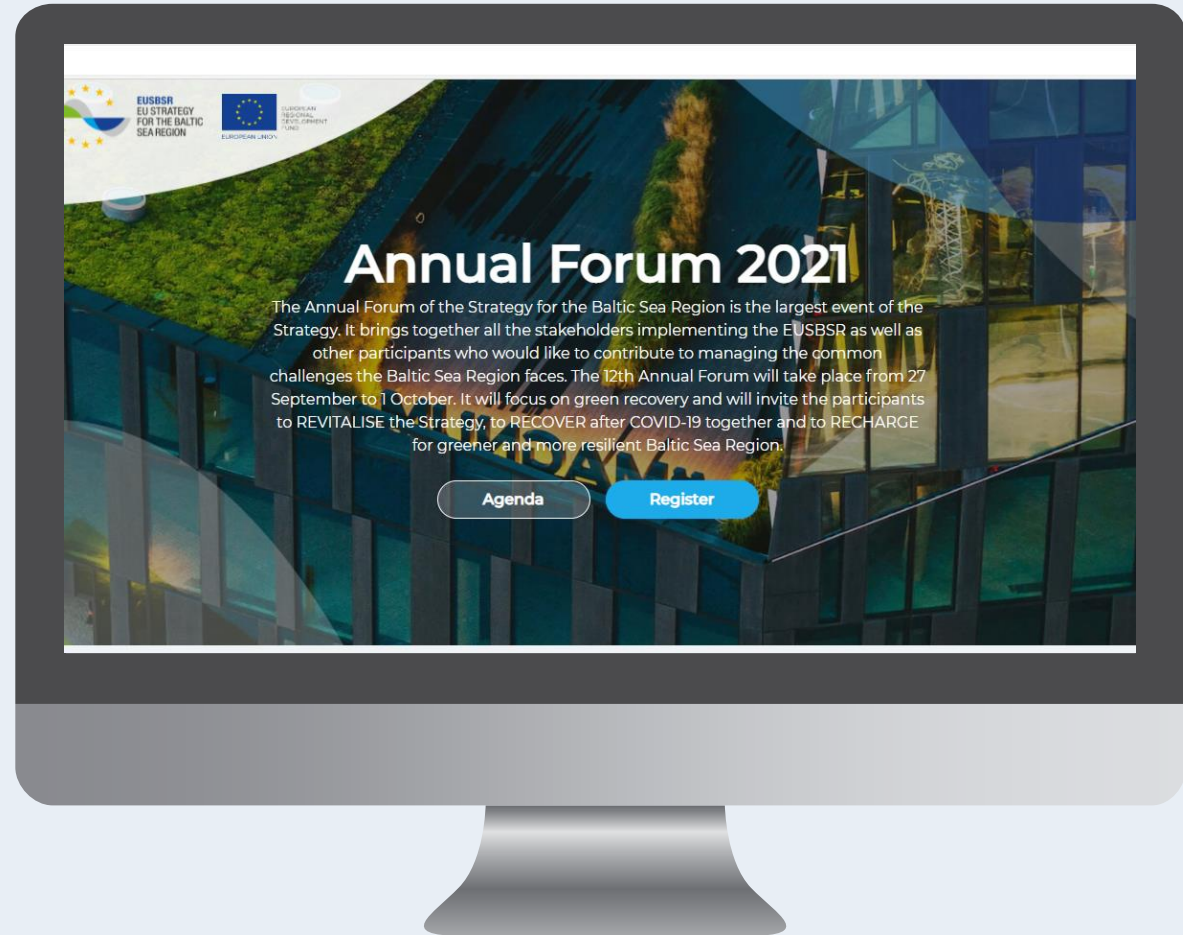 EUSBSR
EU STRATEGY
FOR THE BALTIC
SEA REGION
EUROPEAN UNION
EUROPEAN
REGIONAL
DEVELOPMENT
FUND
Annual Forum 2021
The Annual Forum of the Strategy for the Baltic Sea Region is the largest event of the
Strategy. It brings together all the stakeholders implementing the EUSBSR as well as
other participants who would like to contribute to managing the common
challenges the Baltic Sea Region faces. The 12th Annual Forum will take place from 27
September to 1 October. It will focus on green recovery and will invite the participants
to REVITALISE the Strategy, to RECOVER after COVID-19 together and to RECHARGE
for greener and more resilient Baltic Sea Region.
Agenda
Register